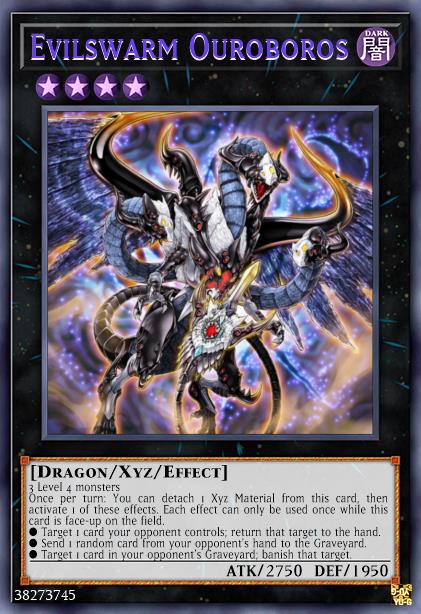 EVILSWARM OUROBOROS
DARK
闇
[DRAGON/XYZ/EFFECT]
3 Level 4 monsters
Once per turn: You can detach 1 Xyz Material from this card, then
activate 1 of these effects. Each effect can only be used once while this
card is face-up on the field.
● Target 1 card your opponent controls; return that target to the hand.
● Send 1 random card from your opponent's hand to the Graveyard.
● Target 1 card in your opponent's Graveyard; banish that target.
ATK/2750 DEF/1950
38273745